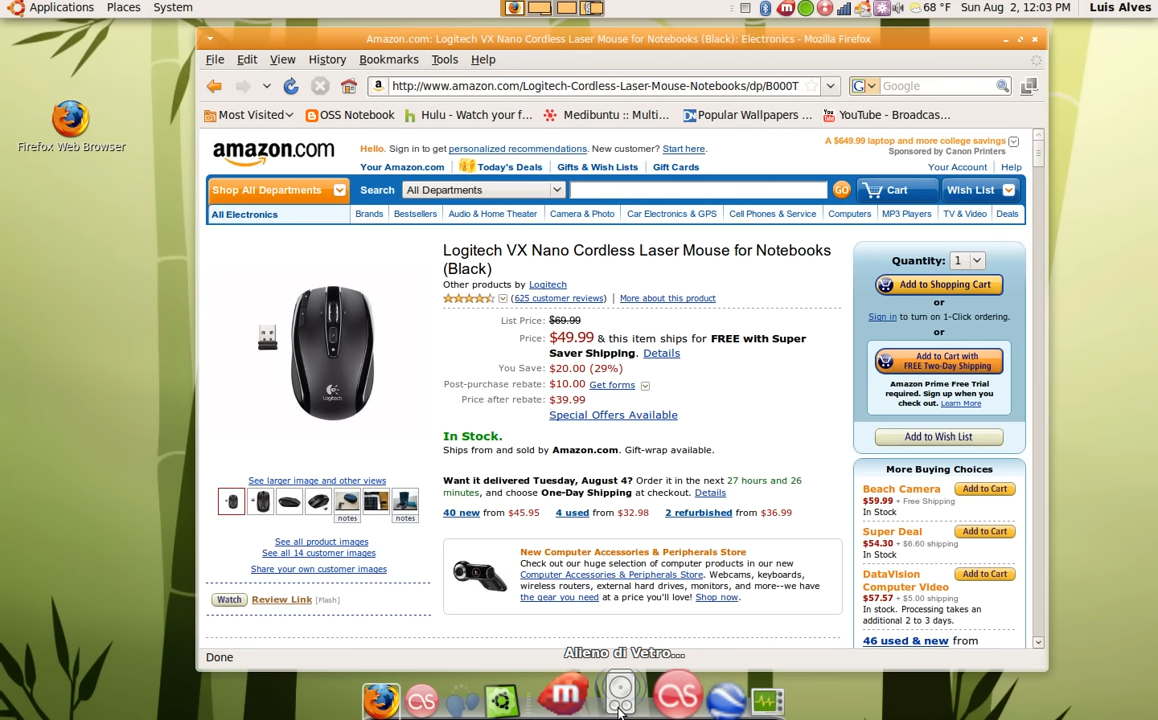 Applications Places System 68 °F Sun Aug 2, 12:03 PM Luis Alves
Amazon.com: Logitech VX Nano Cordless Laser Mouse for Notebooks (Black): Electronics - Mozilla Firefox
File Edit View History Bookmarks Tools Help
http://www.amazon.com/Logitech-Cordless-Laser-Mouse-Notebooks/dp/B000T Google
Most Visited OSS Notebook Hulu - Watch your f... Medibuntu :: Multi... Popular Wallpapers ... YouTube - Broadcas...
Firefox Web Browser
amazon.com
Hello. Sign in to get personalized recommendations. New customer? Start here.
A $649.99 laptop and more college savings
Sponsored by Canon Printers
Your Amazon.com Today's Deals Gifts & Wish Lists Gift Cards Your Account Help
Shop All Departments Search All Departments GO Cart Wish List
All Electronics Brands Bestsellers Audio & Home Theater Camera & Photo Car Electronics & GPS Cell Phones & Service Computers MP3 Players TV & Video Deals
Logitech VX Nano Cordless Laser Mouse for Notebooks
(Black)
Other products by Logitech
(625 customer reviews) More about this product
List Price: $69.99
Price: $49.99 & this item ships for FREE with Super
Saver Shipping. Details
You Save: $20.00 (29%)
Post-purchase rebate: $10.00 Get forms
Price after rebate: $39.99
Special Offers Available
In Stock.
Ships from and sold by Amazon.com. Gift-wrap available.
Want it delivered Tuesday, August 4? Order it in the next 27 hours and 26
minutes, and choose One-Day Shipping at checkout. Details
40 new from $45.95 4 used from $32.98 2 refurbished from $36.99
Logitech
See larger image and other views
notes notes
See all product images
See all 14 customer images
Share your own customer images
Watch Review Link [Flash]
New Computer Accessories & Peripherals Store
Check out our huge selection of computer products in our new
Computer Accessories & Peripherals Store. Webcams, keyboards,
wireless routers, external hard drives, monitors, and more--we have
the gear you need at a price you'll love! Shop now.
Quantity: 1
Add to Shopping Cart
or
Sign in to turn on 1-Click ordering.
or
Add to Cart with
FREE Two-Day Shipping
Amazon Prime Free Trial
required. Sign up when you
check out. Learn More
Add to Wish List
More Buying Choices
Beach Camera Add to Cart
$59.99 + Free Shipping
In Stock
Super Deal Add to Cart
$54.30 + $6.60 shipping
In Stock
DataVision Add to Cart
Computer Video
$57.57 + $5.00 shipping
In stock. Processing takes an
additional 2 to 3 days.
46 used & new from
Done
Alieno di Vetro...